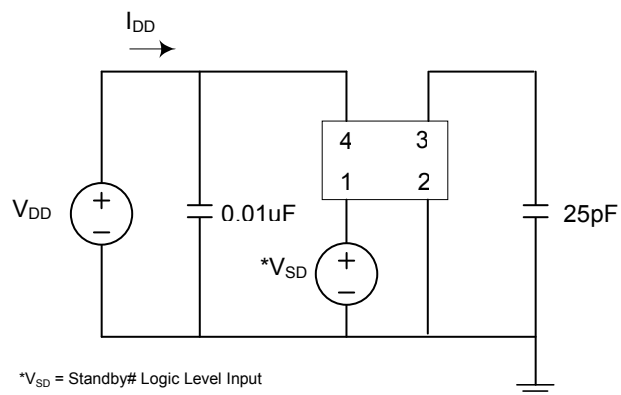 I_DD
4 3
1 2
V_DD
+
−
0.01uF
*V_SD
+
−
25pF
*V_SD = Standby# Logic Level Input